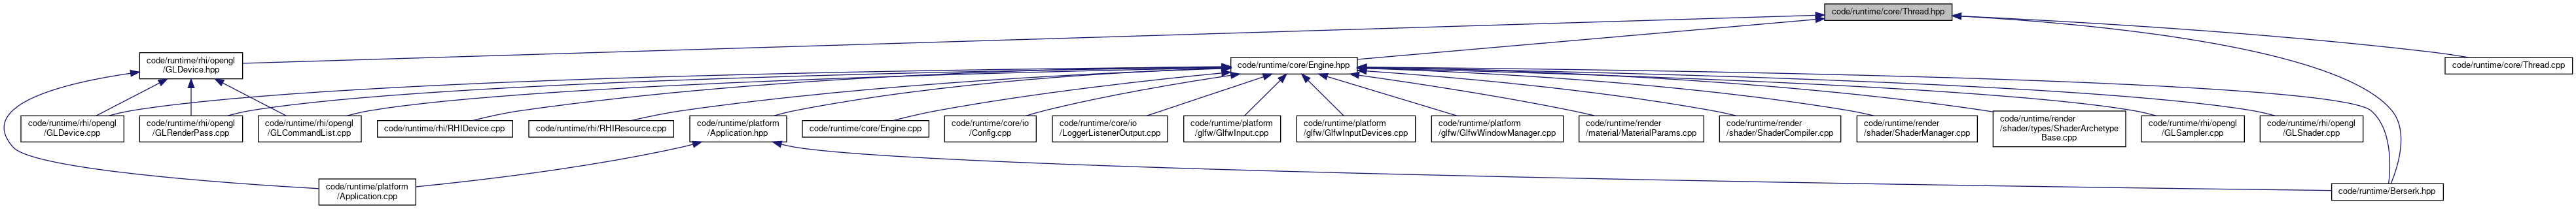 code/runtime/core/Thread.hpp
code/runtime/rhi/opengl
/GLDevice.hpp
code/runtime/core/Engine.hpp
code/runtime/core/Thread.cpp
code/runtime/rhi/opengl
/GLDevice.cpp
code/runtime/rhi/opengl
/GLRenderPass.cpp
code/runtime/rhi/opengl
/GLCommandList.cpp
code/runtime/rhi/RHIDevice.cpp
code/runtime/rhi/RHIResource.cpp
code/runtime/platform
/Application.hpp
code/runtime/core/Engine.cpp
code/runtime/core/io
/Config.cpp
code/runtime/core/io
/LoggerListenerOutput.cpp
code/runtime/platform
/glfw/GlfwInput.cpp
code/runtime/platform
/glfw/GlfwInputDevices.cpp
code/runtime/platform
/glfw/GlfwWindowManager.cpp
code/runtime/render
/material/MaterialParams.cpp
code/runtime/render
/shader/ShaderCompiler.cpp
code/runtime/render
/shader/ShaderManager.cpp
code/runtime/render
/shader/types/ShaderArchetype
Base.cpp
code/runtime/rhi/opengl
/GLSampler.cpp
code/runtime/rhi/opengl
/GLShader.cpp
code/runtime/platform
/Application.cpp
code/runtime/Berserk.hpp